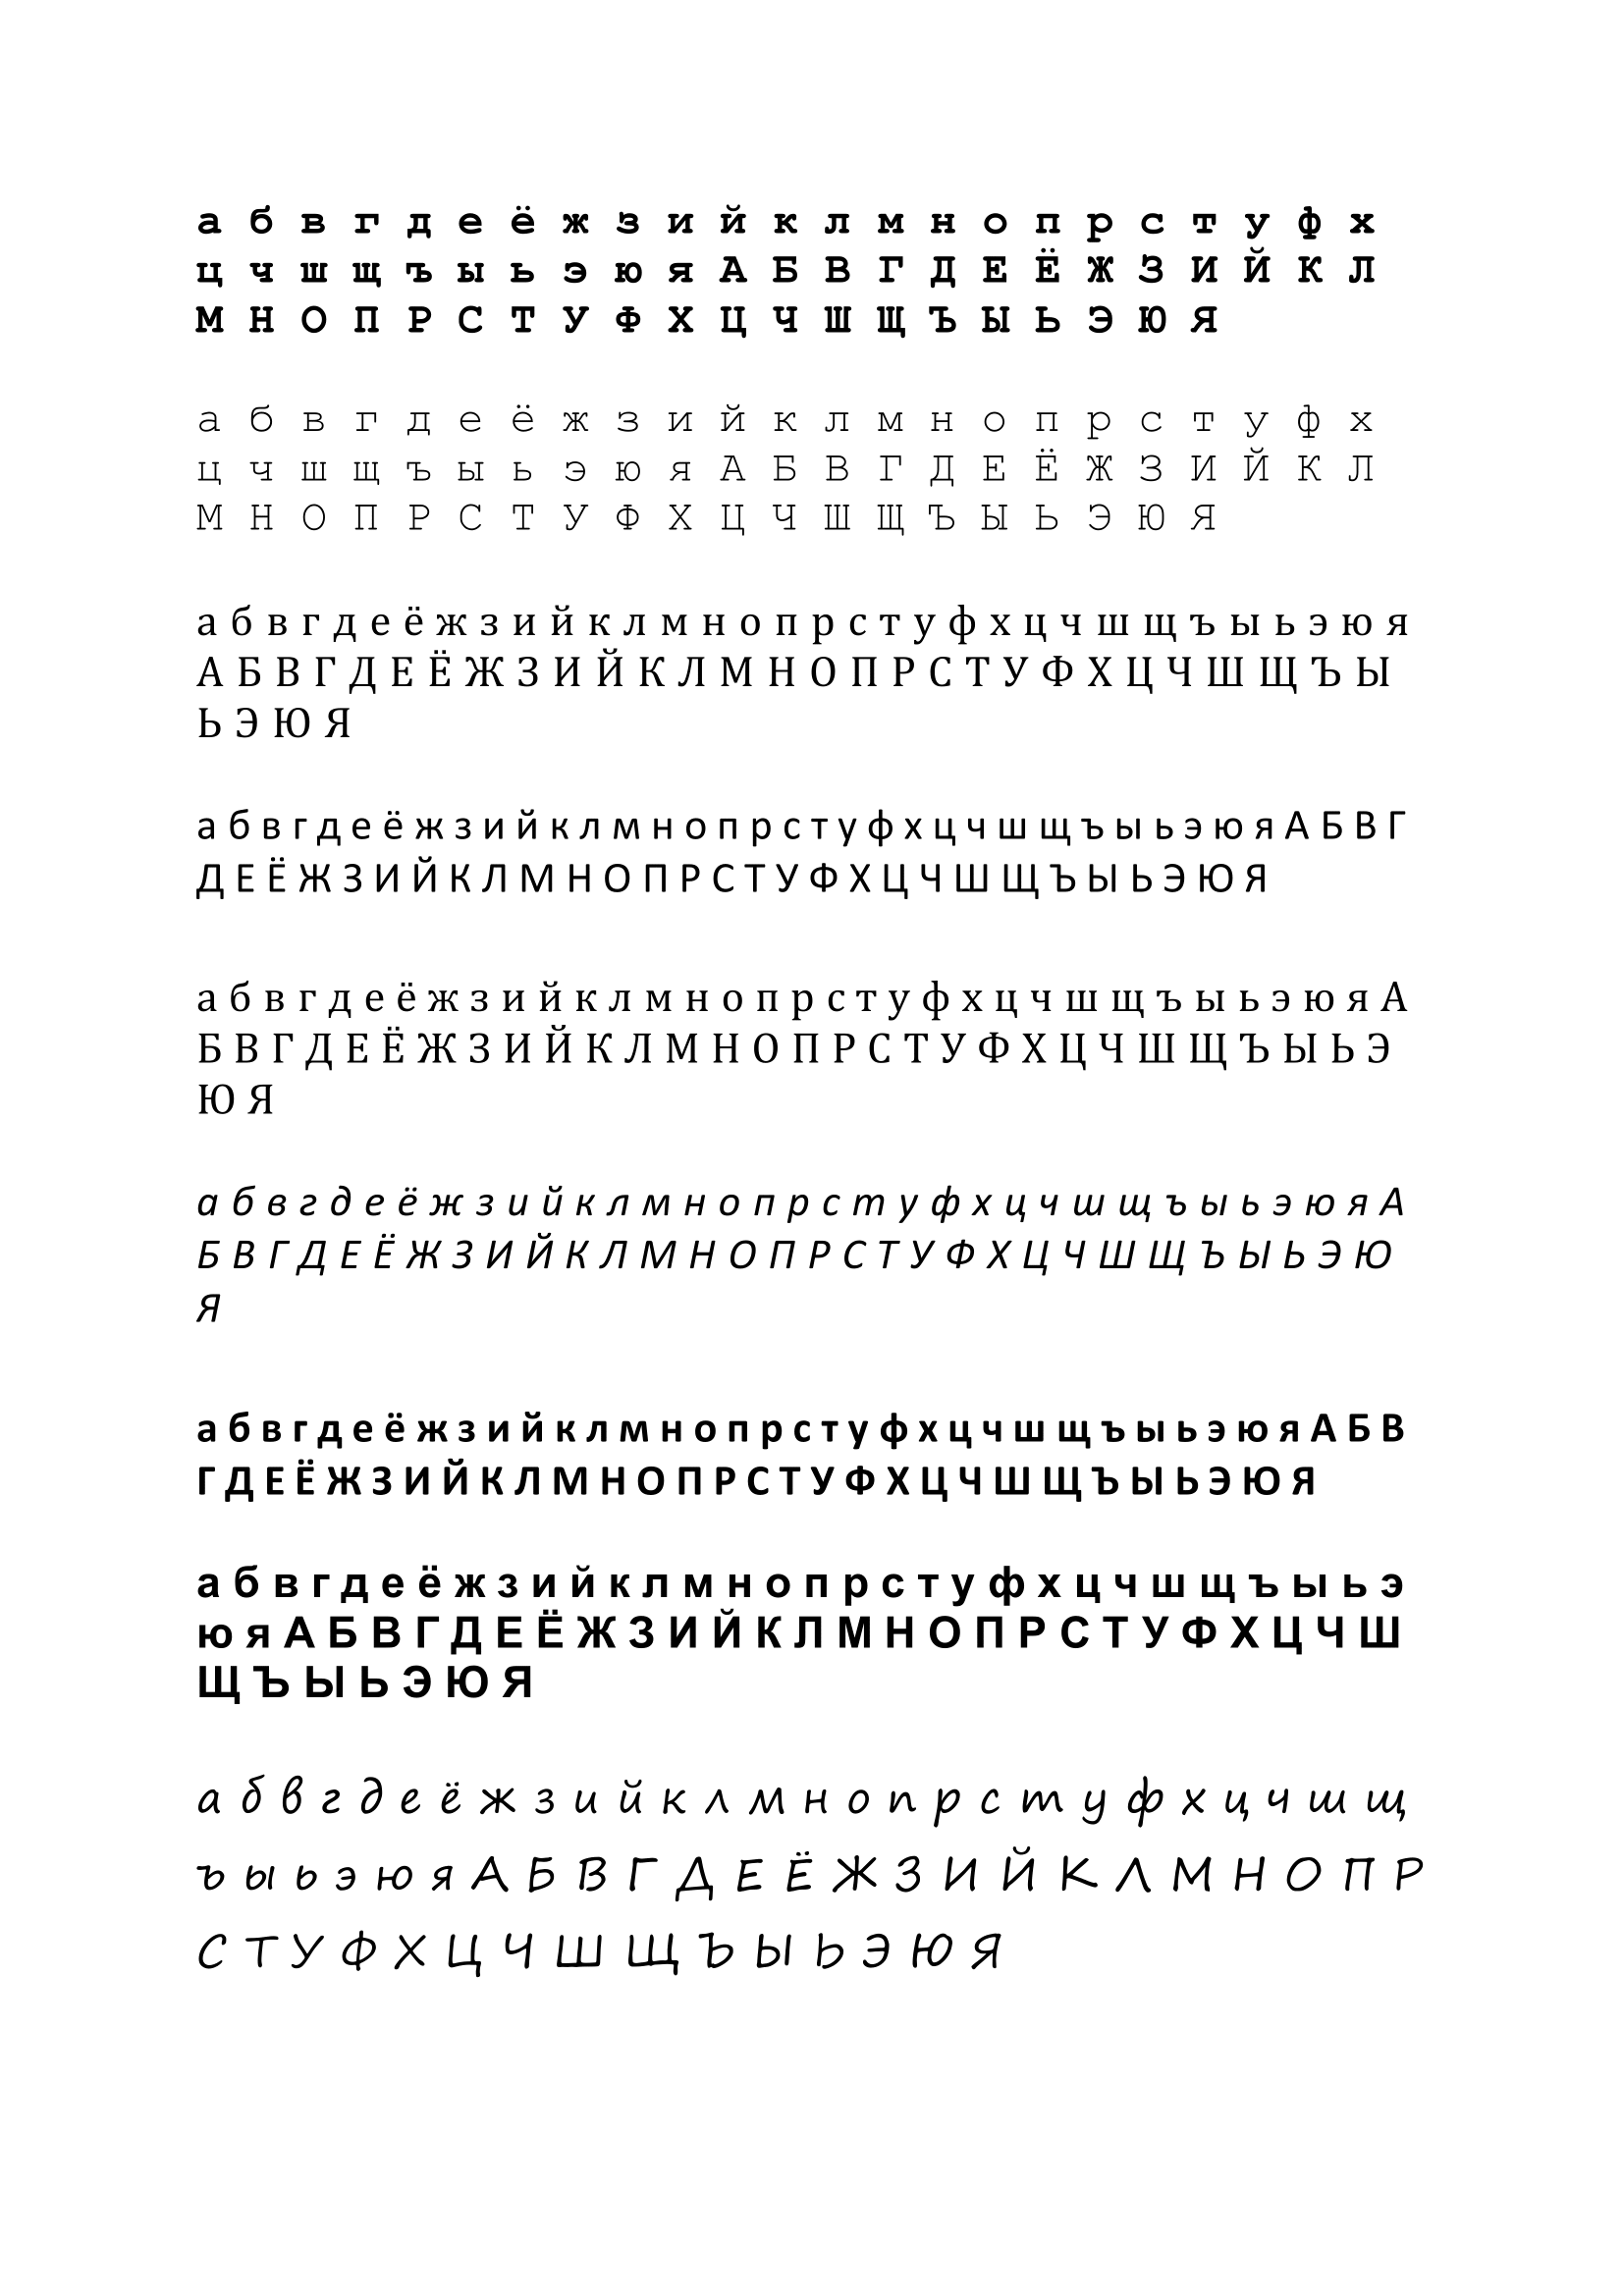 а б в г д е ё ж з и й к л м н о п р с т у ф х
ц ч ш щ ъ ы ь э ю я А Б В Г Д Е Ё Ж З И Й К Л
М Н О П Р С Т У Ф Х Ц Ч Ш Щ Ъ Ы Ь Э Ю Я
а б в г д е ё ж з и й к л м н о п р с т у ф х
ц ч ш щ ъ ы ь э ю я А Б В Г Д Е Ё Ж З И Й К Л
М Н О П Р С Т У Ф Х Ц Ч Ш Щ Ъ Ы Ь Э Ю Я
а б в г д е ё ж з и й к л м н о п р с т у ф х ц ч ш щ ъ ы ь э ю я
А Б В Г Д Е Ё Ж З И Й К Л М Н О П Р С Т У Ф Х Ц Ч Ш Щ Ъ Ы
Ь Э Ю Я
а б в г д е ё ж з и й к л м н о п р с т у ф х ц ч ш щ ъ ы ь э ю я А Б В Г
Д Е Ё Ж З И Й К Л М Н О П Р С Т У Ф Х Ц Ч Ш Щ Ъ Ы Ь Э Ю Я
а б в г д е ё ж з и й к л м н о п р с т у ф х ц ч ш щ ъ ы ь э ю я А
Б В Г Д Е Ё Ж З И Й К Л М Н О П Р С Т У Ф Х Ц Ч Ш Щ Ъ Ы Ь Э
Ю Я
а б в г д е ё ж з и й к л м н о п р с т у ф х ц ч ш щ ъ ы ь э ю я А
Б В Г Д Е Ё Ж З И Й К Л М Н О П Р С Т У Ф Х Ц Ч Ш Щ Ъ Ы Ь Э Ю
Я
а б в г д е ё ж з и й к л м н о п р с т у ф х ц ч ш щ ъ ы ь э ю я А Б В
Г Д Е Ё Ж З И Й К Л М Н О П Р С Т У Ф Х Ц Ч Ш Щ Ъ Ы Ь Э Ю Я
а б в г д е ё ж з и й к л м н о п р с т у ф х ц ч ш щ ъ ы ь э
ю я А Б В Г Д Е Ё Ж З И Й К Л М Н О П Р С Т У Ф Х Ц Ч Ш
Щ Ъ Ы Ь Э Ю Я
а б в г д е ё ж з и й к л м н о п р с т у ф х ц ч ш щ
ъ ы ь э ю я А Б В Г Д Е Ё Ж З И Й К Л М Н О П Р
С Т У Ф Х Ц Ч Ш Щ Ъ Ы Ь Э Ю Я